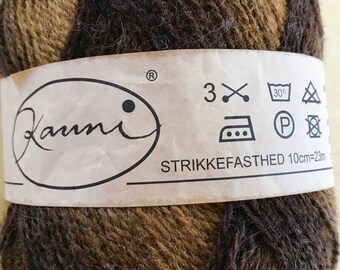 Kauni ®
3 30°
P
STRIKKEFASTHED 10cm=23m